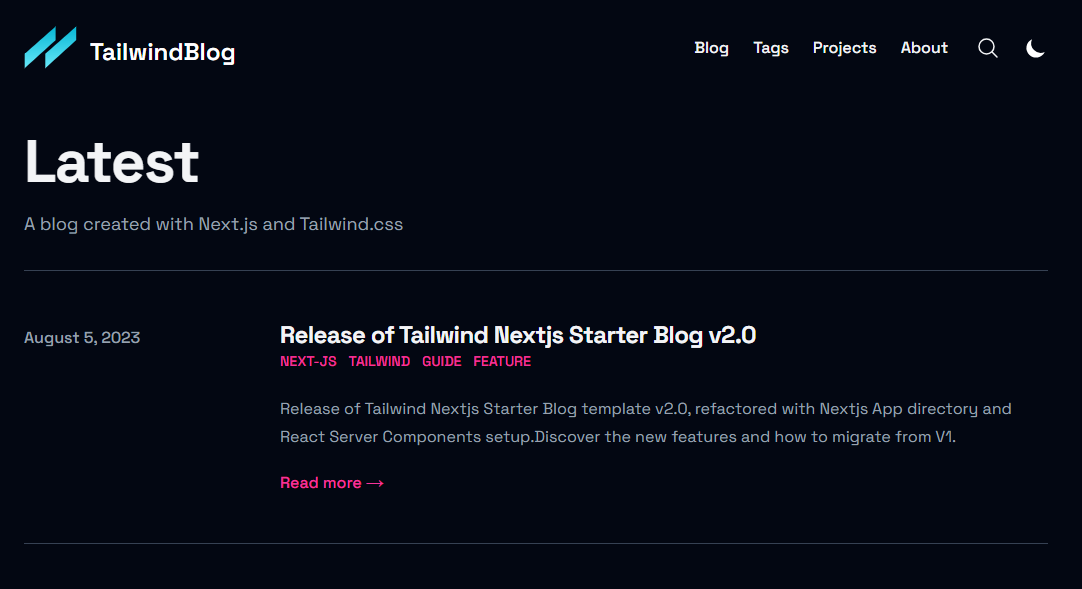 TailwindBlog
Blog Tags Projects About
Latest
A blog created with Next.js and Tailwind.css
August 5, 2023
Release of Tailwind Nextjs Starter Blog v2.0
NEXT-JS TAILWIND GUIDE FEATURE
Release of Tailwind Nextjs Starter Blog template v2.0, refactored with Nextjs App directory and
React Server Components setup.Discover the new features and how to migrate from V1.
Read more →